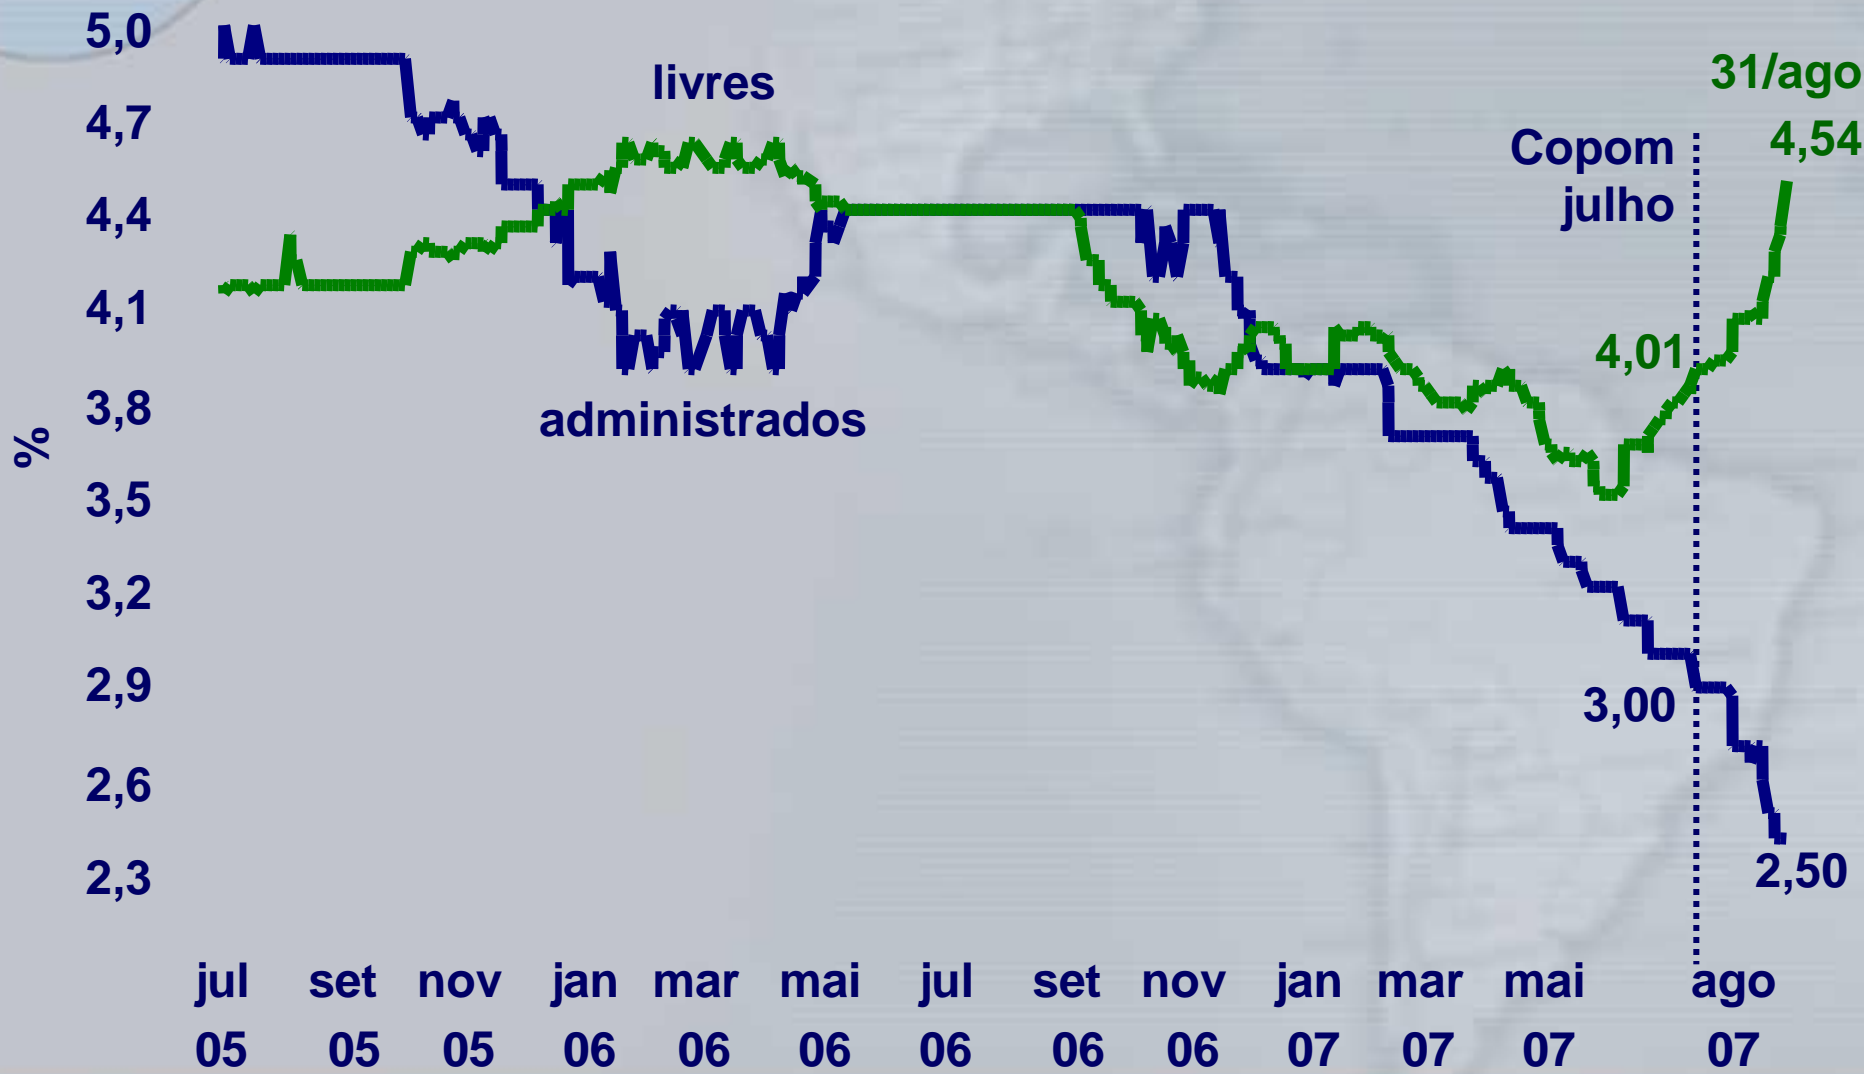 5,0
4,7
4,4
4,1
3,8
3,5
3,2
2,9
2,6
2,3
%
livres
administrados
31/ago
4,54
Copom
julho
4,01
3,00
2,50
jul set nov jan mar mai jul set nov jan mar mai ago
05 05 05 06 06 06 06 06 06 07 07 07 07